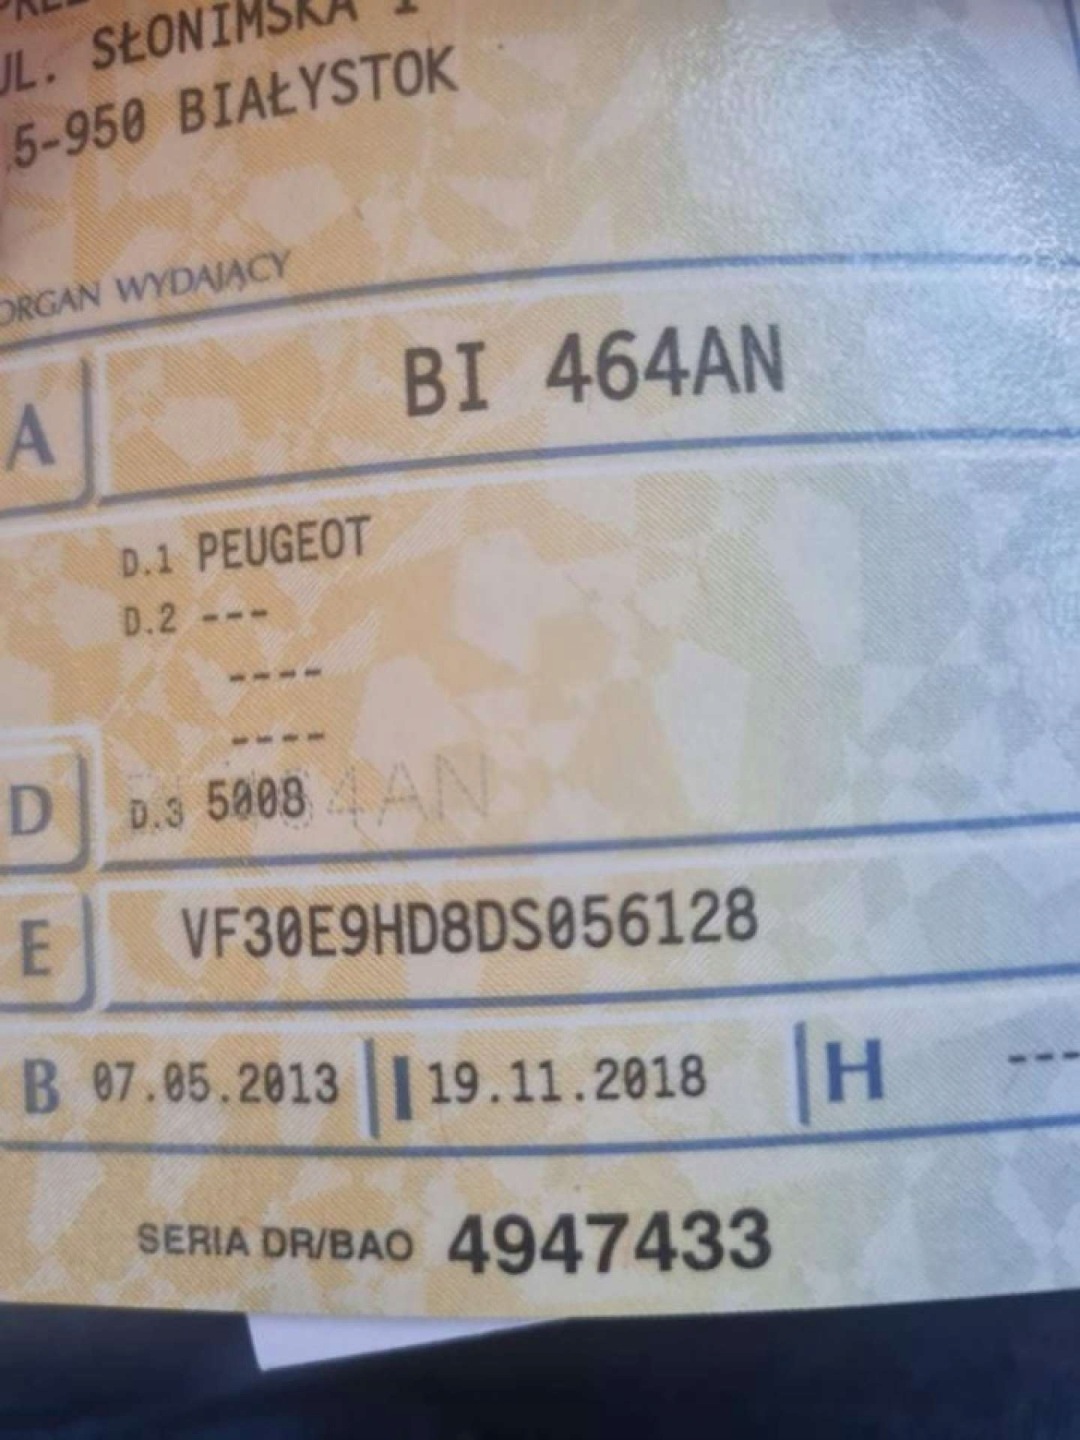 UL. SŁONIMSKA 1
5-950 BIAŁYSTOK
ORGAN WYDAJĄCY
A BI 464AN
D.1 PEUGEOT
D.2 ---
----
----
D D.3 5008
E VF30E9HD8DS056128
B 07.05.2013 I 19.11.2018 H ---
SERIA DR/BAO 4947433